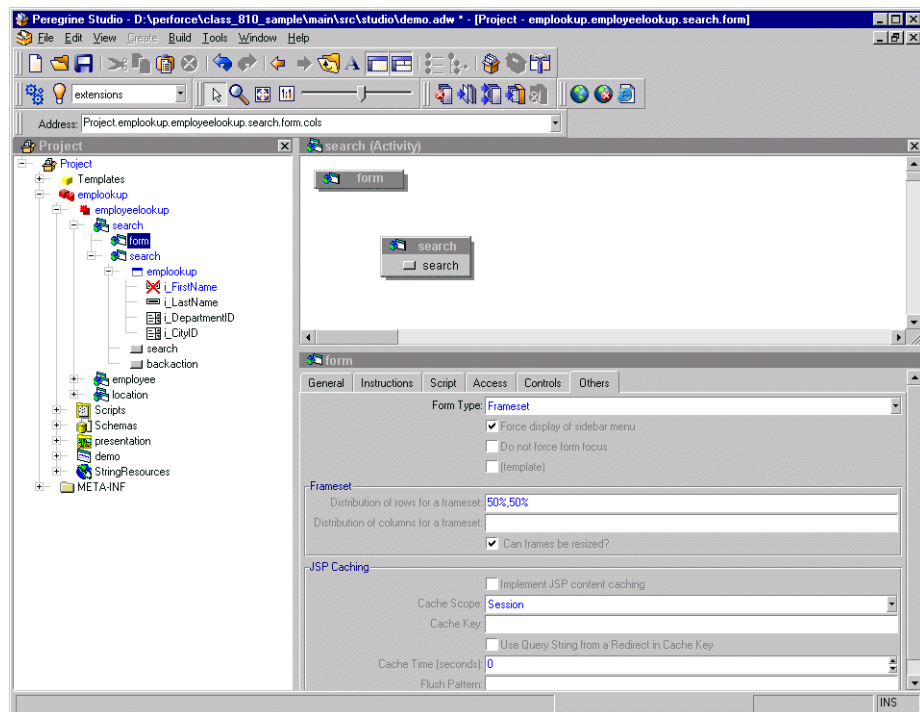 Peregrine Studio - D:\perforce\class_810_sample\main\src\studio\demo.adw * - [Project - emplookup.employeelookup.search.form]
File Edit View Create Build Tools Window Help
extensions
1:1
Address: Project.emplookup.employeelookup.search.form.cols
Project
Project
Templates
emplookup
employeelookup
search
form
search
emplookup
i_FirstName
i_LastName
i_DepartmentID
i_CityID
search
backaction
employee
location
Scripts
Schemas
presentation
demo
StringResources
META-INF
search (Activity)
form
search
search
form
General Instructions Script Access Controls Others
Form Type: Frameset
Force display of sidebar menu
Do not force form focus
(template)
Frameset
Distribution of rows for a frameset: 50%,50%
Distribution of columns for a frameset:
Can frames be resized?
JSP Caching
Implement JSP content caching
Cache Scope: Session
Cache Key:
Use Query String from a Redirect in Cache Key
Cache Time (seconds): 0
Flush Pattern:
INS